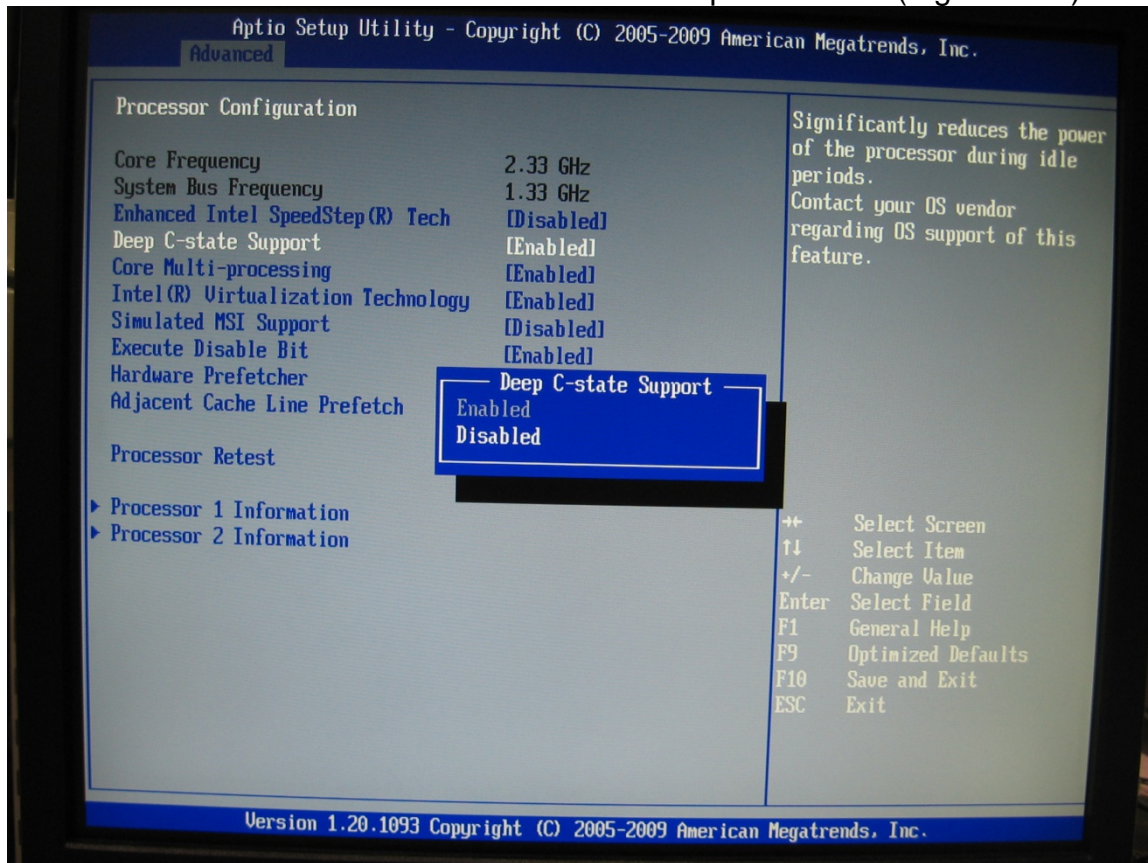 Aptio Setup Utility - Copyright (C) 2005-2009 American Megatrends, Inc.
Advanced
Processor Configuration
Core Frequency 2.33 GHz
System Bus Frequency 1.33 GHz
Enhanced Intel SpeedStep(R) Tech [Disabled]
Deep C-state Support [Enabled]
Core Multi-processing [Enabled]
Intel(R) Virtualization Technology [Enabled]
Simulated MSI Support [Disabled]
Execute Disable Bit [Enabled]
Hardware Prefetcher
Adjacent Cache Line Prefetch
Processor Retest
Processor 1 Information
Processor 2 Information
Deep C-state Support
Enabled
Disabled
Significantly reduces the power
of the processor during idle
periods.
Contact your OS vendor
regarding OS support of this
feature.
→← Select Screen
↑↓ Select Item
+/- Change Value
Enter Select Field
F1 General Help
F9 Optimized Defaults
F10 Save and Exit
ESC Exit
Version 1.20.1093 Copyright (C) 2005-2009 American Megatrends, Inc.